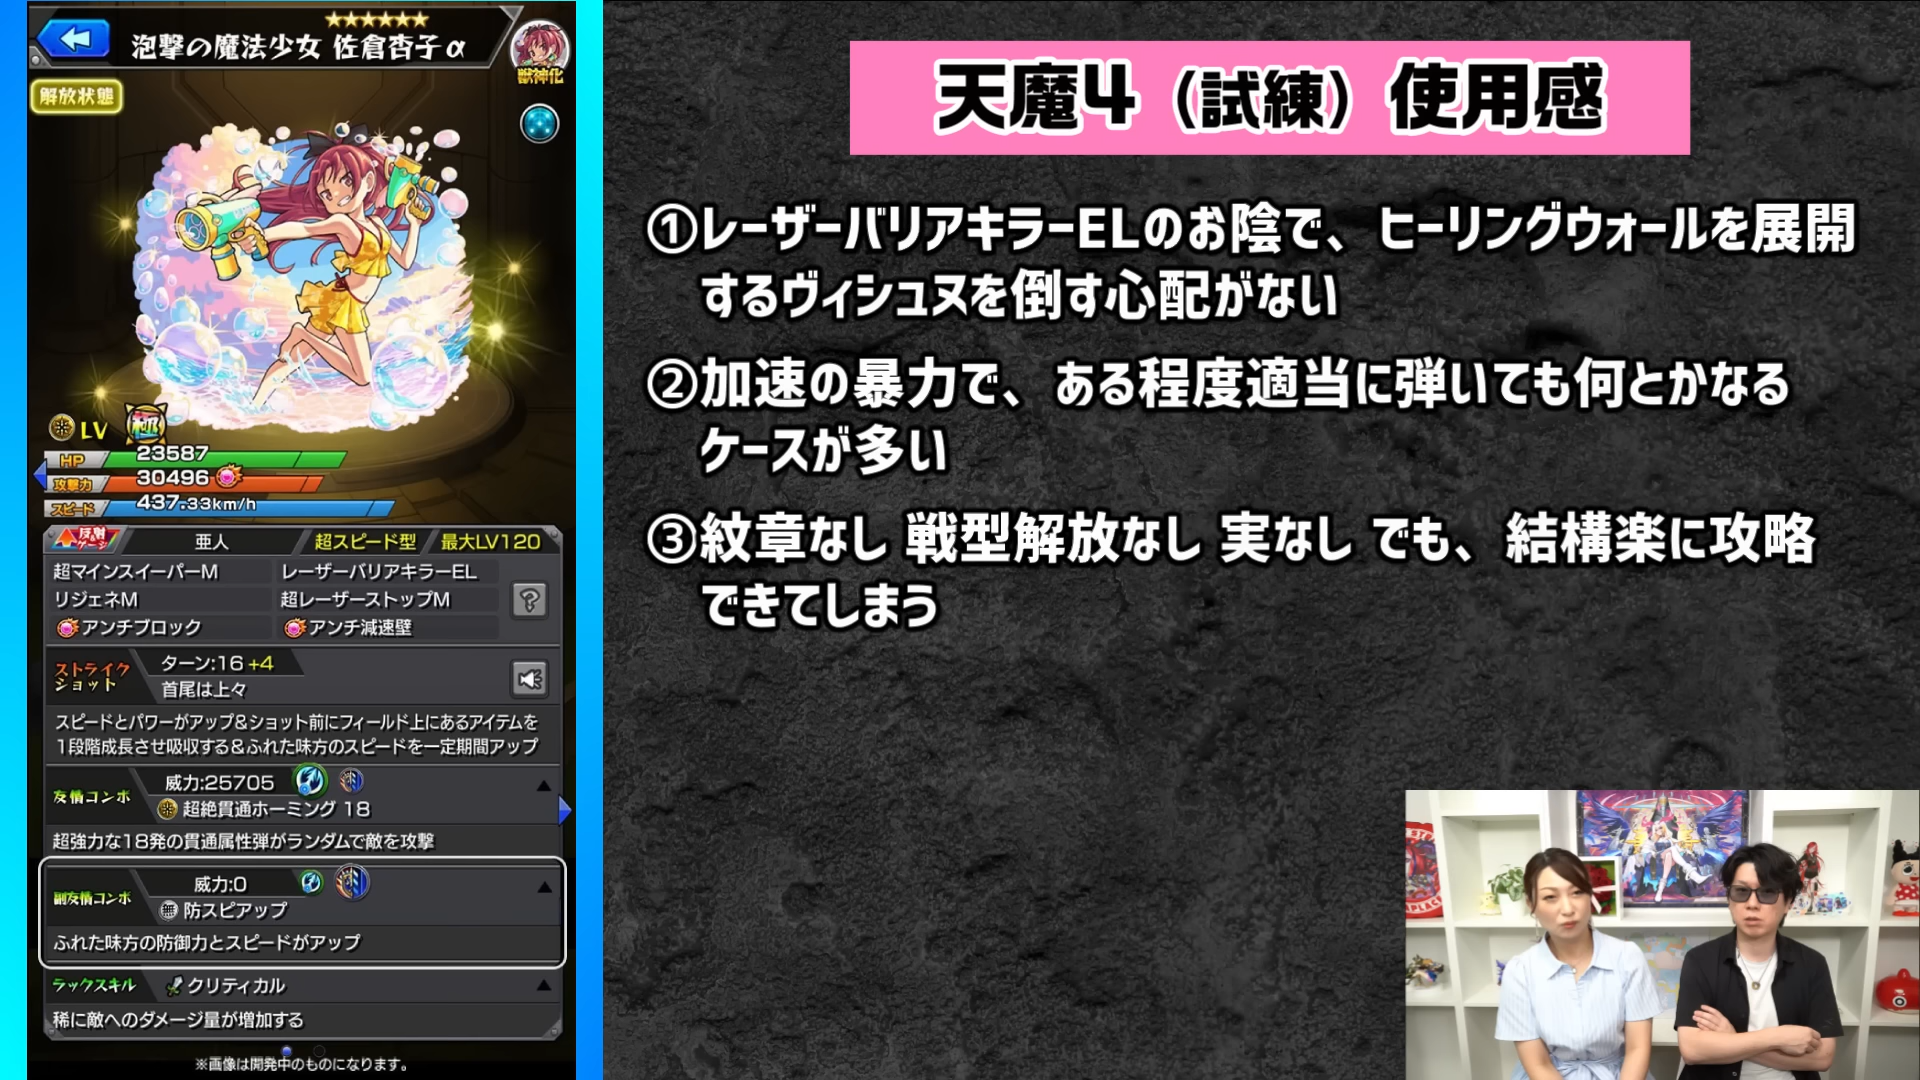 泡撃の魔法少女 佐倉杏子α
獣神化
解放状態
LV 極
HP 23587
攻撃力 30496
スピード 437.33km/h
反射 ゲージ 亜人 超スピード型 最大LV120
超マインスイーパーM レーザーバリアキラーEL
リジェネM 超レーザーストップM
アンチブロック アンチ減速壁
ストライクショット ターン:16 +4
首尾は上々
スピードとパワーがアップ&ショット前にフィールド上にあるアイテムを
1段階成長させ吸収する&ふれた味方のスピードを一定期間アップ
友情コンボ 威力:25705
超絶貫通ホーミング 18
超強力な18発の貫通属性弾がランダムで敵を攻撃
副友情コンボ 威力:0
防スピアップ
ふれた味方の防御力とスピードがアップ
ラックスキル クリティカル
稀に敵へのダメージ量が増加する
※画像は開発中のものになります。
天魔4（試練）使用感
①レーザーバリアキラーELのお陰で、ヒーリングウォールを展開
するヴィシュヌを倒す心配がない
②加速の暴力で、ある程度適当に弾いても何とかなる
ケースが多い
③紋章なし 戦型解放なし 実なし でも、結構楽に攻略
できてしまう